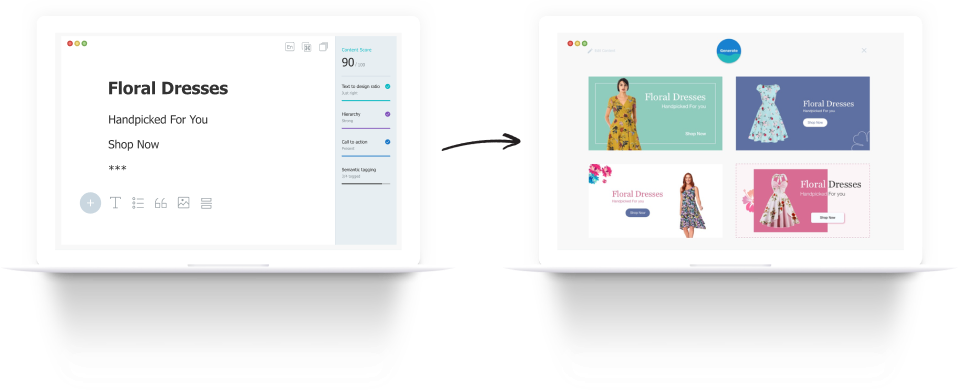 Content Score
90 / 100
Floral Dresses
Text to design ratio
Just right
Handpicked For You
Hierarchy
Strong
Shop Now
Call to action
Present
***
Semantic tagging
Generate
Floral Dresses
Handpicked For you
Shop Now
Floral Dresses
Handpicked For you
Shop Now
Floral Dresses
Handpicked For you
Shop Now
Floral Dresses
Handpicked For you
Shop Now